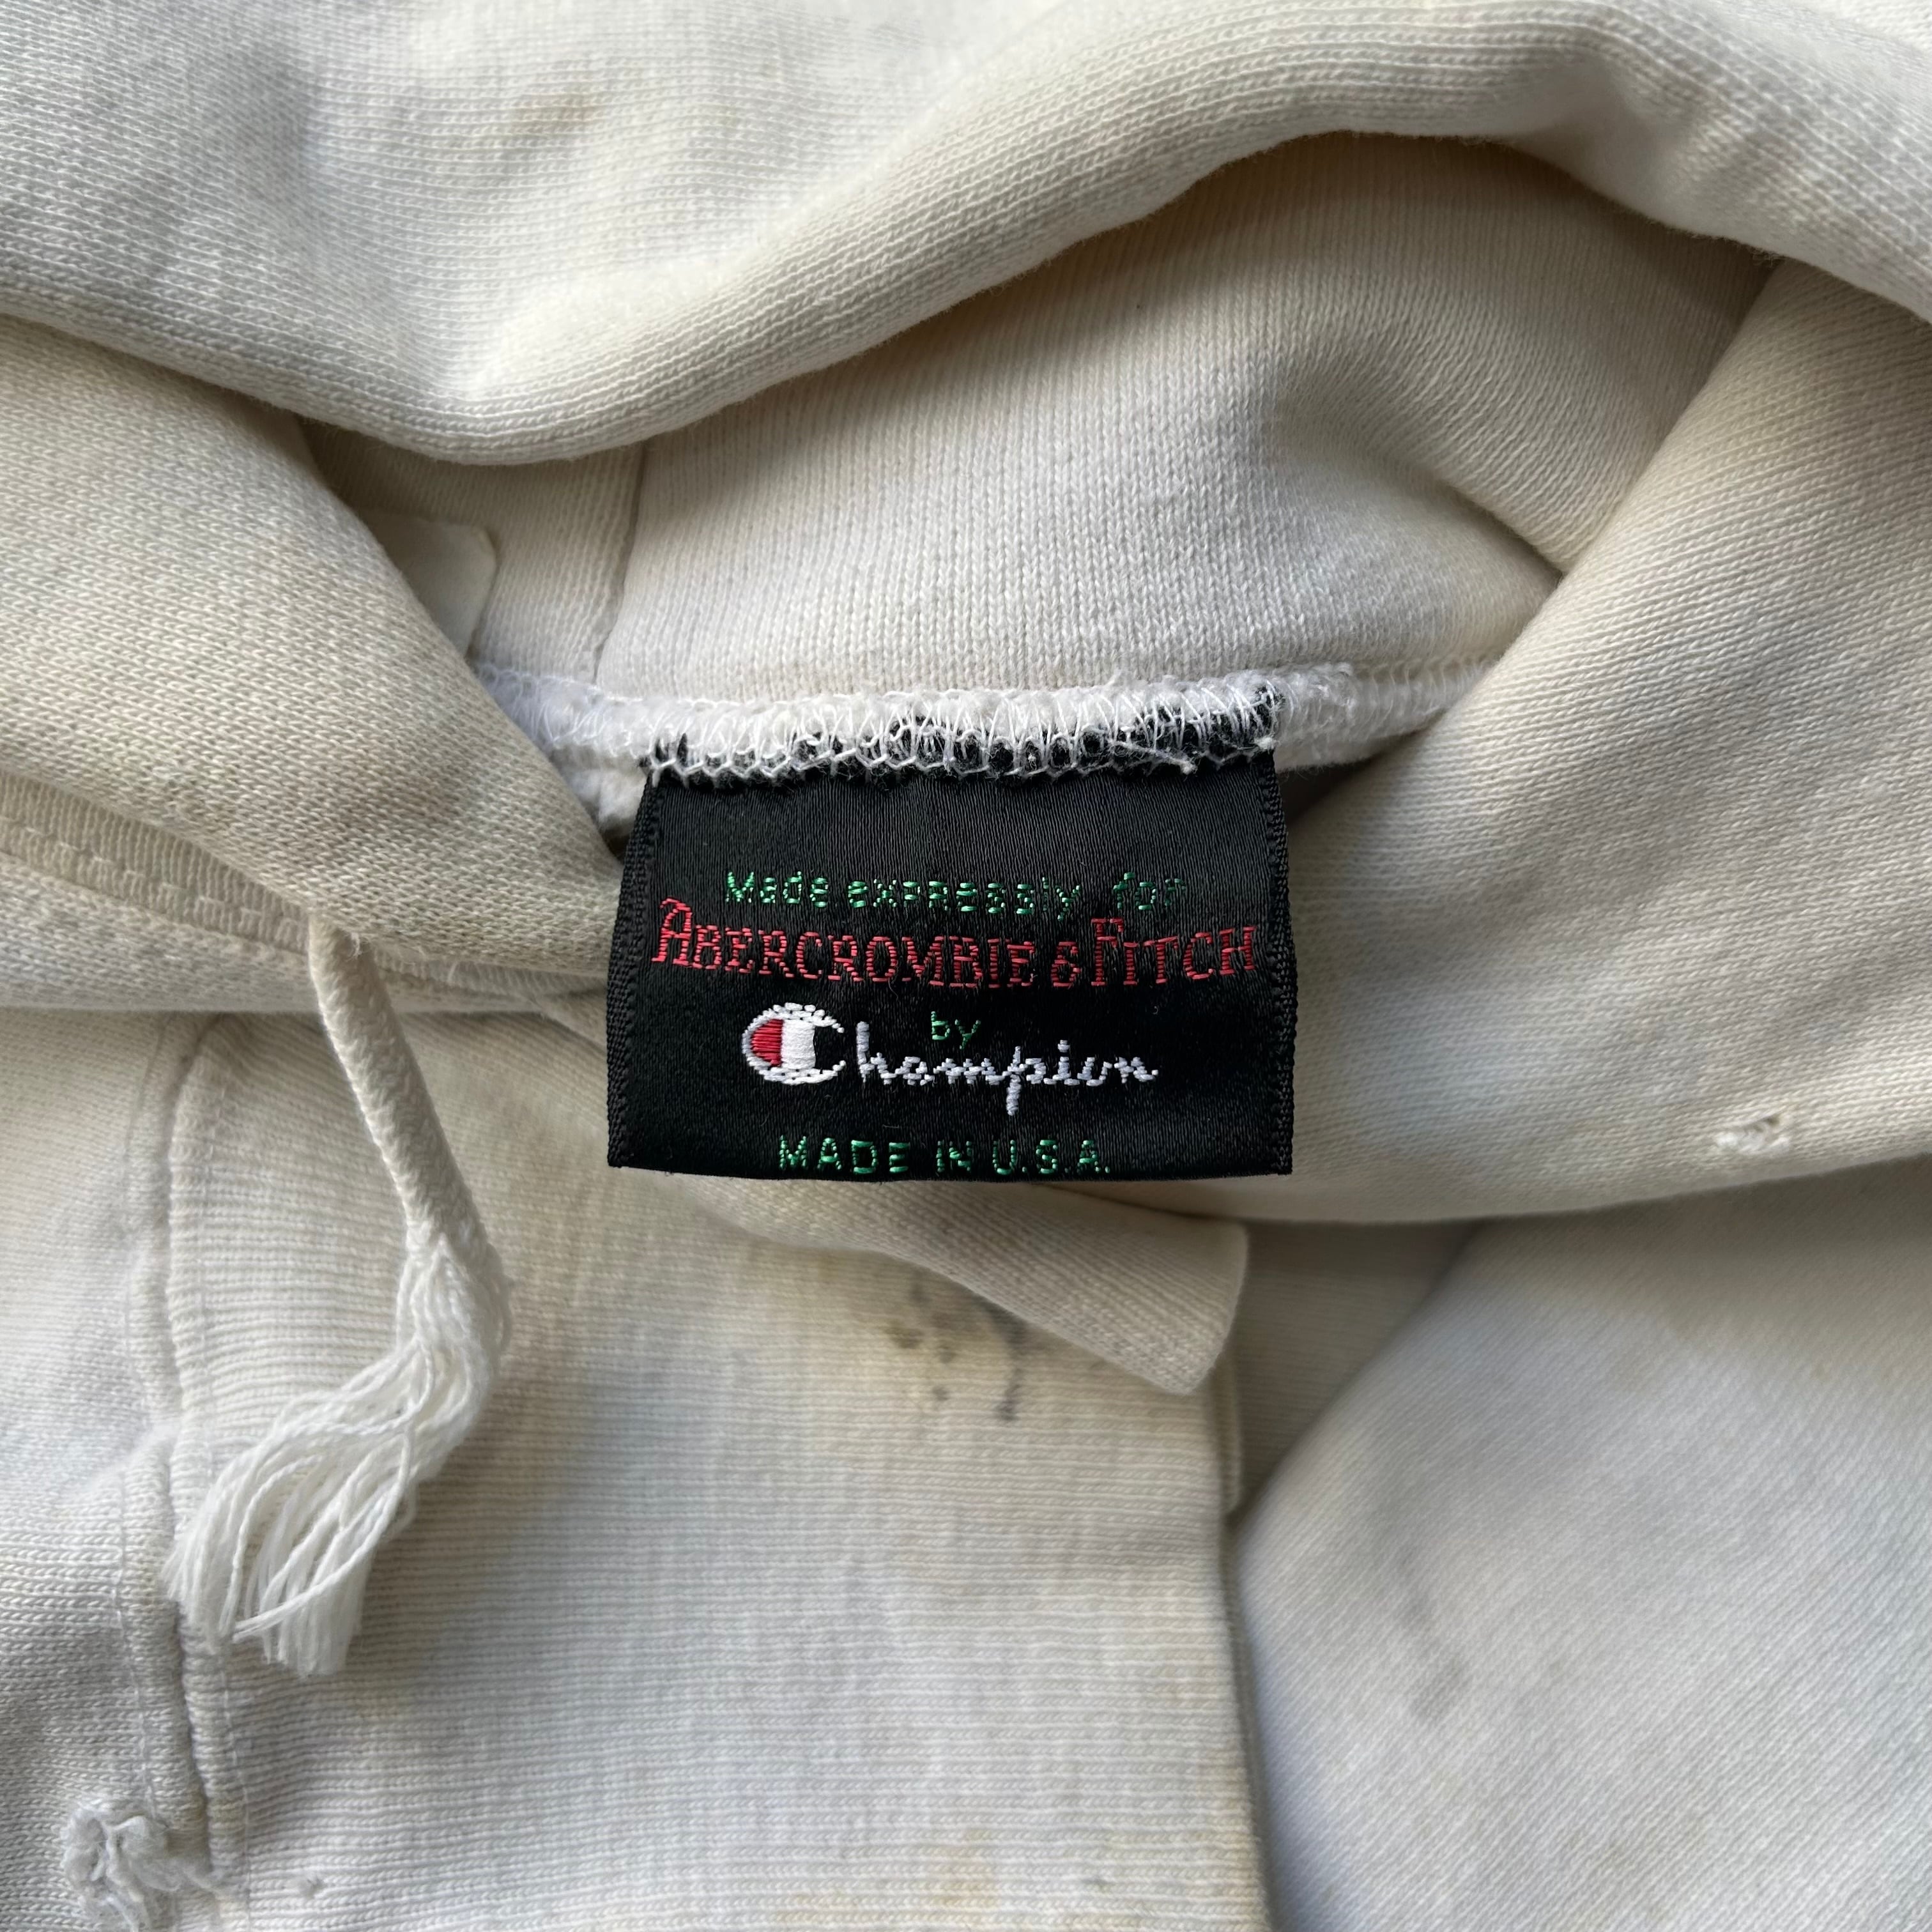 Made expressly for
ABERCROMBIE & FITCH
by
Champion
MADE IN U.S.A.